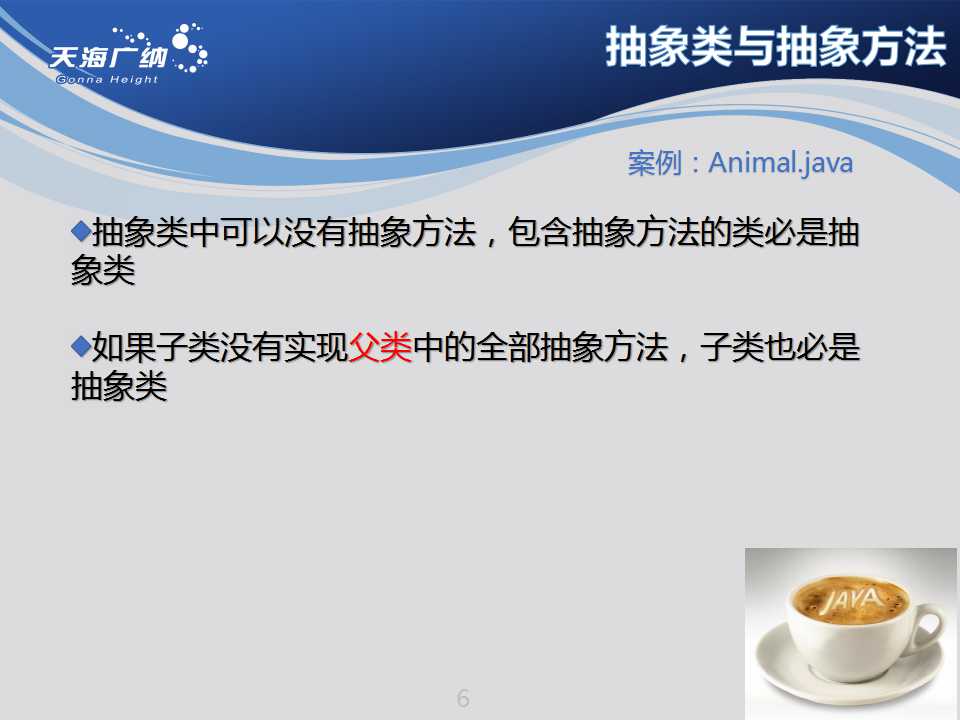 天海广纳
Gonna Height
抽象类与抽象方法
案例：Animal.java
抽象类中可以没有抽象方法，包含抽象方法的类必是抽
象类
如果子类没有实现父类中的全部抽象方法，子类也必是
抽象类
JAVA
6